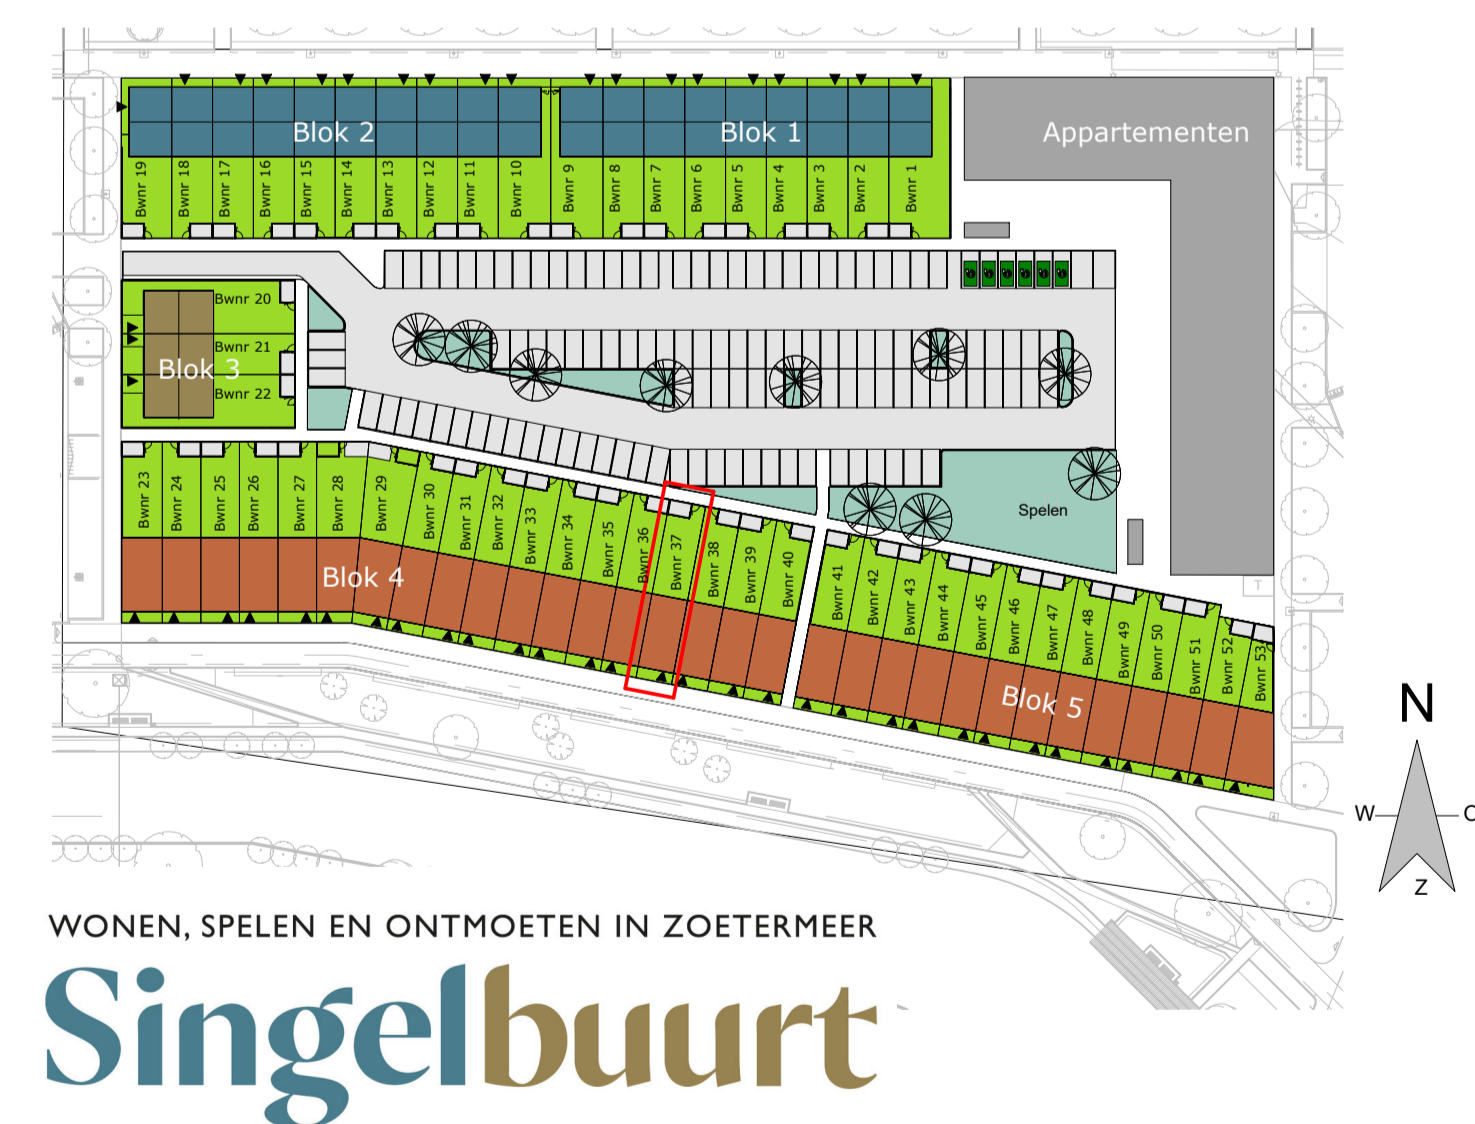 Blok 2
Blok 1
Appartementen
Bwnr 19
Bwnr 18
Bwnr 17
Bwnr 16
Bwnr 15
Bwnr 14
Bwnr 13
Bwnr 12
Bwnr 11
Bwnr 10
Bwnr 9
Bwnr 8
Bwnr 7
Bwnr 6
Bwnr 5
Bwnr 4
Bwnr 3
Bwnr 2
Bwnr 1
Bwnr 20
Bwnr 21
Blok 3
Bwnr 22
Bwnr 23
Bwnr 24
Bwnr 25
Bwnr 26
Bwnr 27
Bwnr 28
Bwnr 29
Bwnr 30
Bwnr 31
Bwnr 32
Bwnr 33
Bwnr 34
Bwnr 35
Bwnr 36
Bwnr 37
Bwnr 38
Bwnr 39
Bwnr 40
Bwnr 41
Bwnr 42
Bwnr 43
Bwnr 44
Bwnr 45
Bwnr 46
Bwnr 47
Bwnr 48
Bwnr 49
Bwnr 50
Bwnr 51
Bwnr 52
Bwnr 53
Spelen
T
Blok 4
Blok 5
N
W
O
Z
WONEN, SPELEN EN ONTMOETEN IN ZOETERMEER
Singelbuurt